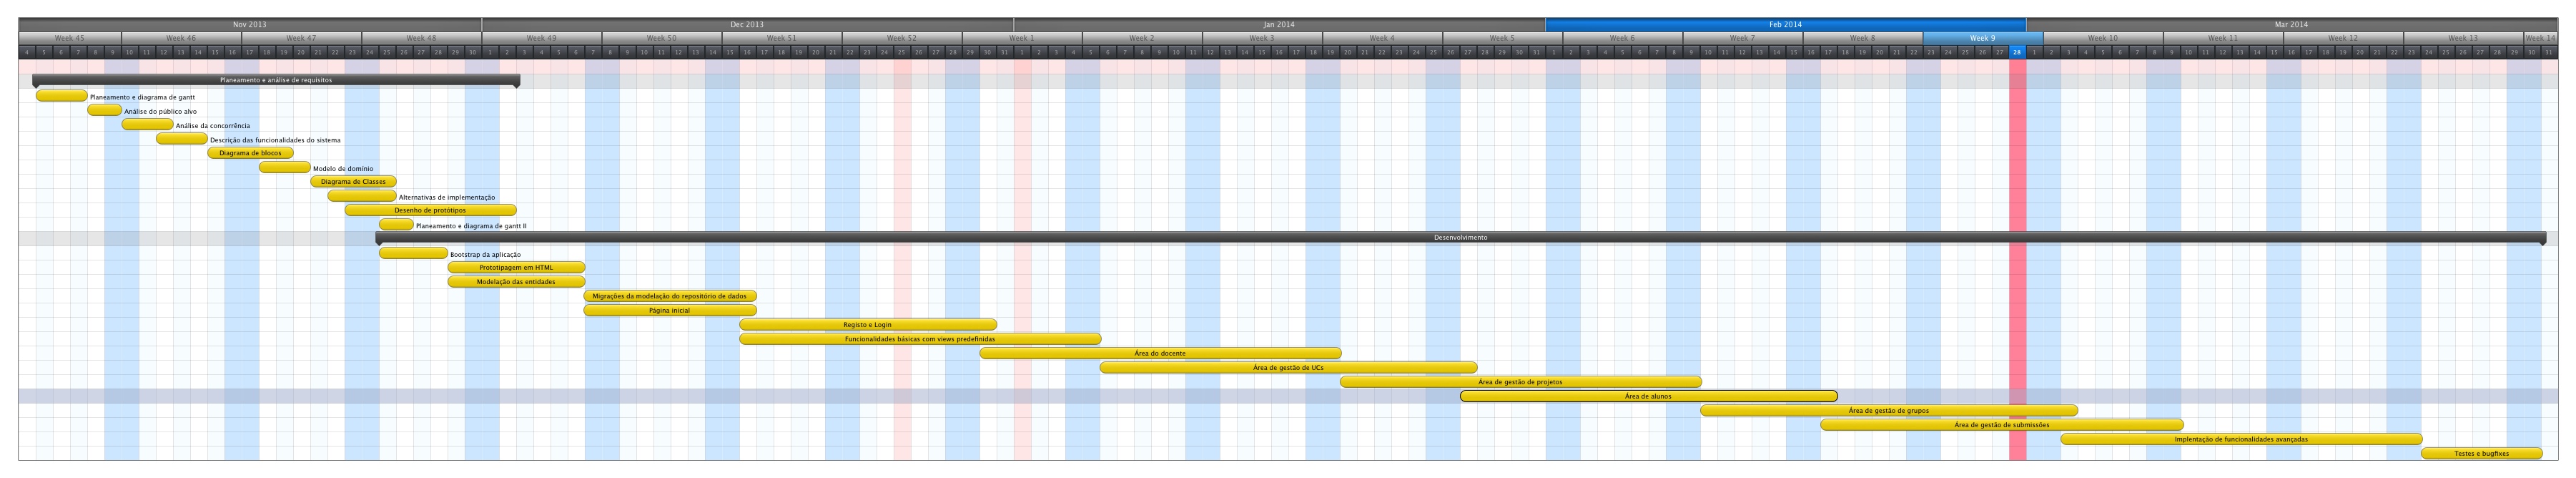 Nov 2013 Dec 2013 Jan 2014 Feb 2014 Mar 2014
Week 45 Week 46 Week 47 Week 48 Week 49 Week 50 Week 51 Week 52 Week 1 Week 2 Week 3 Week 4 Week 5 Week 6 Week 7 Week 8 Week 9 Week 10 Week 11 Week 12 Week 13 Week 14
4 5 6 7 8 9 10 11 12 13 14 15 16 17 18 19 20 21 22 23 24 25 26 27 28 29 30 1 2 3 4 5 6 7 8 9 10 11 12 13 14 15 16 17 18 19 20 21 22 23 24 25 26 27 28 29 30 31 1 2 3 4 5 6 7 8 9 10 11 12 13 14 15 16 17 18 19 20 21 22 23 24 25 26 27 28 29 30 31 1 2 3 4 5 6 7 8 9 10 11 12 13 14 15 16 17 18 19 20 21 22 23 24 25 26 27 28 1 2 3 4 5 6 7 8 9 10 11 12 13 14 15 16 17 18 19 20 21 22 23 24 25 26 27 28 29 30 31
Planeamento e análise de requisitos
Planeamento e diagrama de gantt
Análise do público alvo
Análise da concorrência
Descrição das funcionalidades do sistema
Diagrama de blocos
Modelo de domínio
Diagrama de Classes
Alternativas de implementação
Desenho de protótipos
Planeamento e diagrama de gantt II
Desenvolvimento
Bootstrap da aplicação
Prototipagem em HTML
Modelação das entidades
Migrações da modelação do repositório de dados
Página inicial
Registo e Login
Funcionalidades básicas com views predefinidas
Área do docente
Área de gestão de UCs
Área de gestão de projetos
Área de alunos
Área de gestão de grupos
Área de gestão de submissões
Implentação de funcionalidades avançadas
Testes e bugfixes